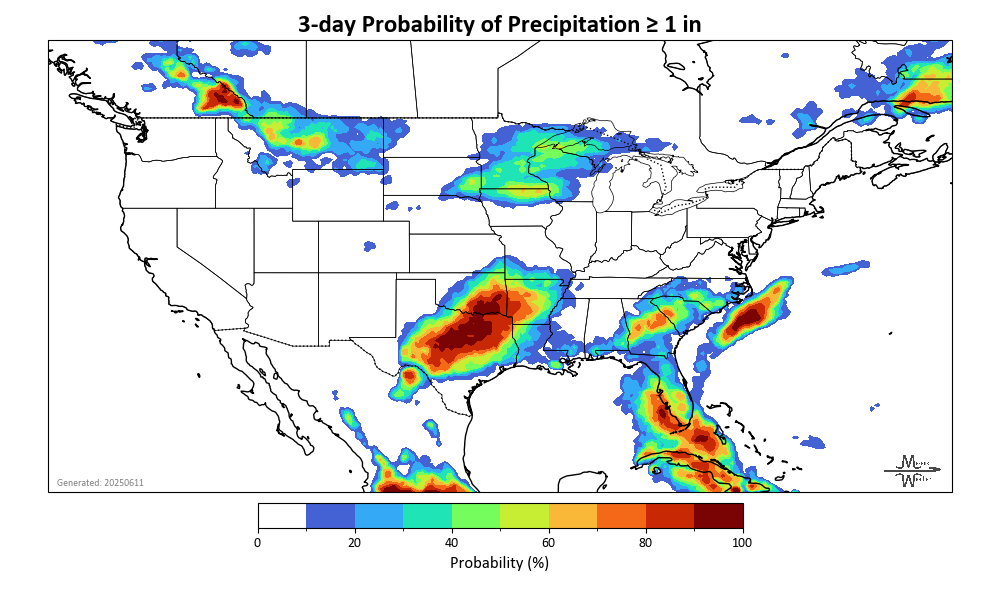 3-day Probability of Precipitation ≥ 1 in
Generated: 20250611
0 20 40 60 80 100
Probability (%)